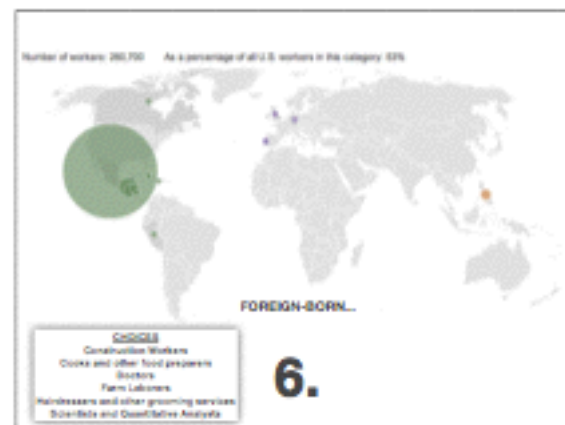 Number of workers: 280,700 As a percentage of all U.S. workers in this category: 53%
FOREIGN-BORN...
CHOICES
Construction Workers
Cooks and other food preparers
Doctors
Farm Laborers
Hairdressers and other grooming services
Scientists and Quantitative Analysts
6.